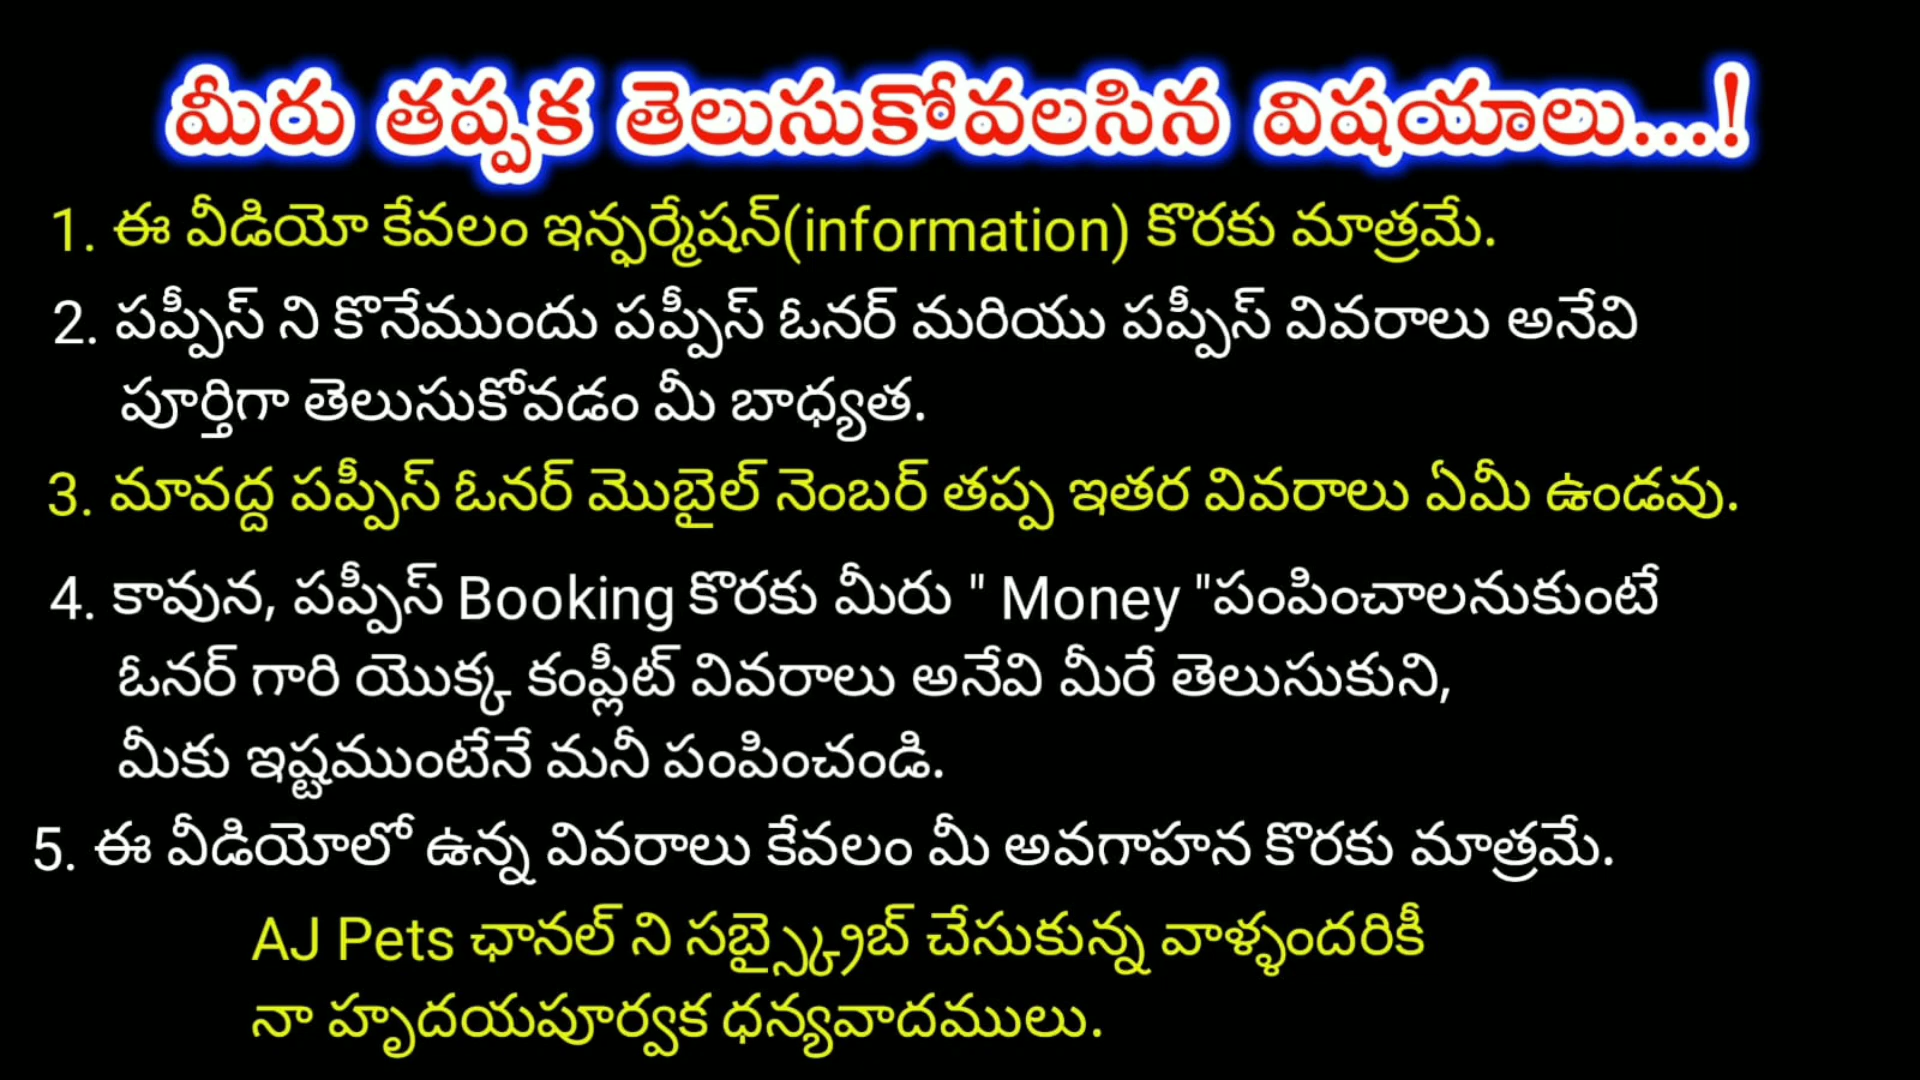 మీరు తప్పక తెలుసుకోవలసిన విషయాలు...!
1. ఈ వీడియో కేవలం ఇన్ఫర్మేషన్(information) కొరకు మాత్రమే.
2. పప్పీస్ ని కొనేముందు పప్పీస్ ఓనర్ మరియు పప్పీస్ వివరాలు అనేవి
పూర్తిగా తెలుసుకోవడం మీ బాధ్యత.
3. మావద్ద పప్పీస్ ఓనర్ మొబైల్ నెంబర్ తప్ప ఇతర వివరాలు ఏమీ ఉండవు.
4. కావున, పప్పీస్ Booking కొరకు మీరు " Money "పంపించాలనుకుంటే
ఓనర్ గారి యొక్క కంప్లీట్ వివరాలు అనేవి మీరే తెలుసుకుని,
మీకు ఇష్టముంటేనే మనీ పంపించండి.
5. ఈ వీడియోలో ఉన్న వివరాలు కేవలం మీ అవగాహన కొరకు మాత్రమే.
AJ Pets ఛానల్ ని సబ్స్క్రైబ్ చేసుకున్న వాళ్ళందరికీ
నా హృదయపూర్వక ధన్యవాదములు.